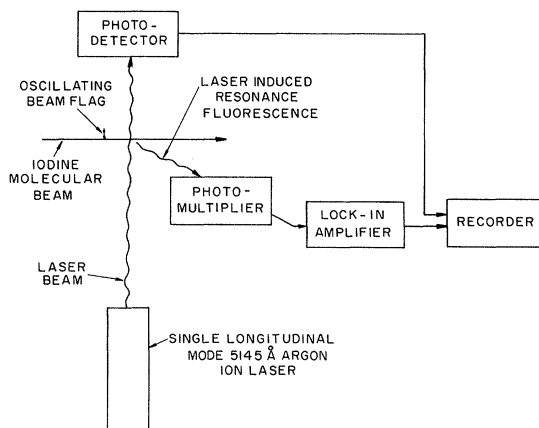 PHOTO-
DETECTOR
OSCILLATING
BEAM FLAG
LASER INDUCED
RESONANCE
FLUORESCENCE
IODINE
MOLECULAR
BEAM
PHOTO-
MULTIPLIER
LOCK-IN
AMPLIFIER
RECORDER
LASER
BEAM
SINGLE LONGITUDINAL
MODE 5145 Å ARGON
ION LASER